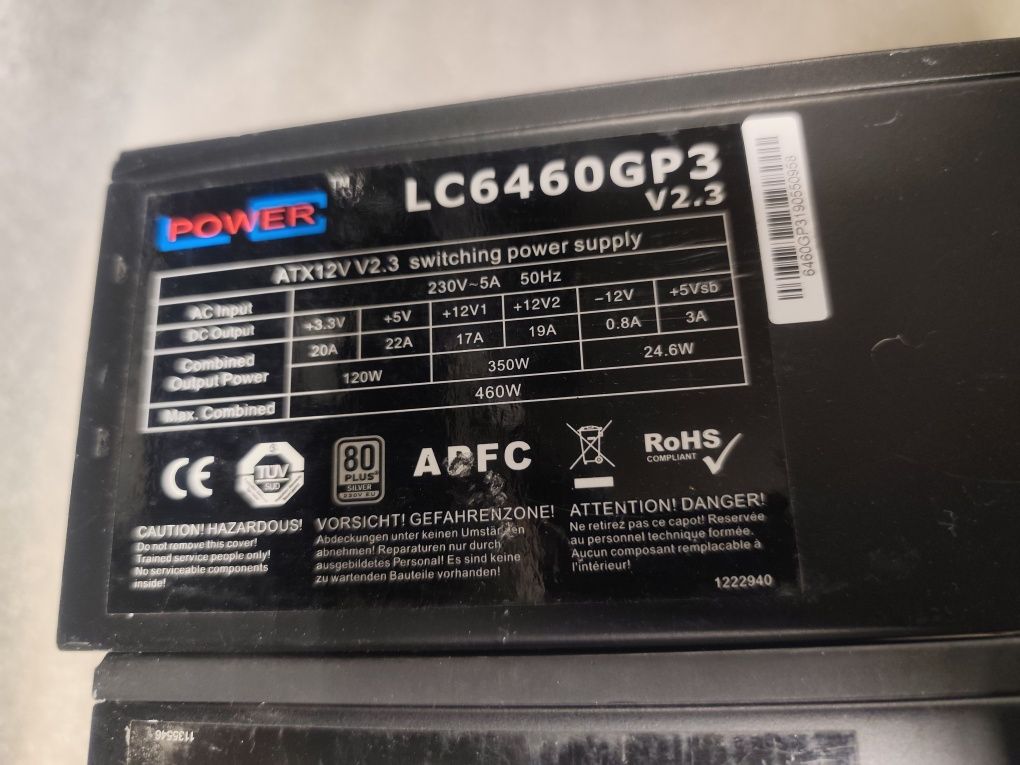 POWER
TM
LC6460GP3
V2.3
6460GP3190550958
ATX12V V2.3 switching power supply
AC Input 230V~5A 50Hz
DC Output +3.3V +5V +12V1 +12V2 -12V +5Vsb
20A 22A 17A 19A 0.8A 3A
Combined Output Power 120W 350W 24.6W
Max. Combined 460W
CE
TÜV
SÜD
80
PLUS
SILVER
230V EU
APFC
RoHS
COMPLIANT
CAUTION! HAZARDOUS!
Do not remove this cover!
Trained service people only!
No serviceable components
inside!
VORSICHT! GEFAHRENZONE!
Abdeckungen unter keinen Umständen
abnehmen! Reparaturen nur durch
ausgebildetes Personal! Es sind keine
zu wartenden Bauteile vorhanden!
ATTENTION! DANGER!
Ne retirez pas ce capot! Reservée
au personnel technique formée.
Aucun composant remplacable à
l'intérieur!
1222940
1135546